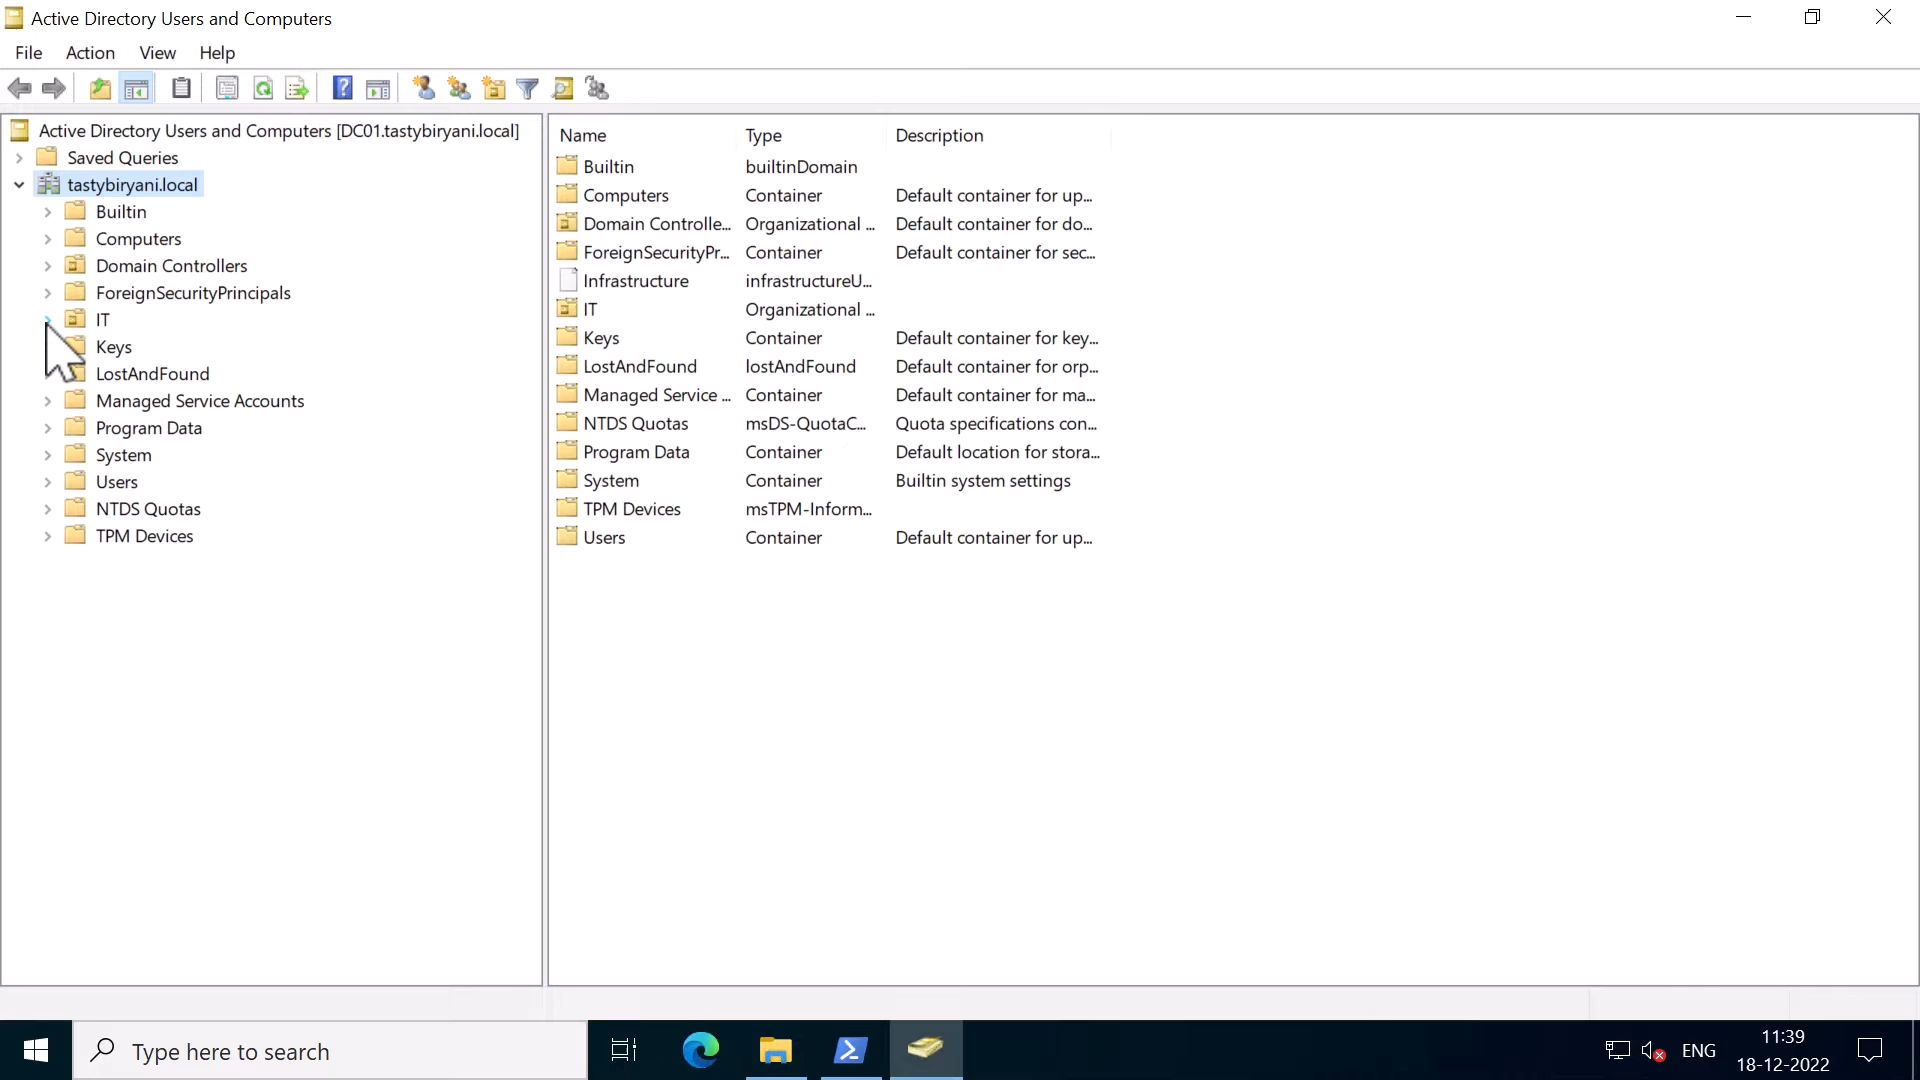 Active Directory Users and Computers
File Action View Help
Active Directory Users and Computers [DC01.tastybiryani.local]
Saved Queries
tastybiryani.local
Builtin
Computers
Domain Controllers
ForeignSecurityPrincipals
IT
Keys
LostAndFound
Managed Service Accounts
Program Data
System
Users
NTDS Quotas
TPM Devices
Name Type Description
Builtin builtinDomain
Computers Container Default container for up...
Domain Controlle... Organizational ... Default container for do...
ForeignSecurityPr... Container Default container for sec...
Infrastructure infrastructureU...
IT Organizational ...
Keys Container Default container for key...
LostAndFound lostAndFound Default container for orp...
Managed Service ... Container Default container for ma...
NTDS Quotas msDS-QuotaC... Quota specifications con...
Program Data Container Default location for stora...
System Container Builtin system settings
TPM Devices msTPM-Inform...
Users Container Default container for up...
Type here to search
ENG
11:39
18-12-2022